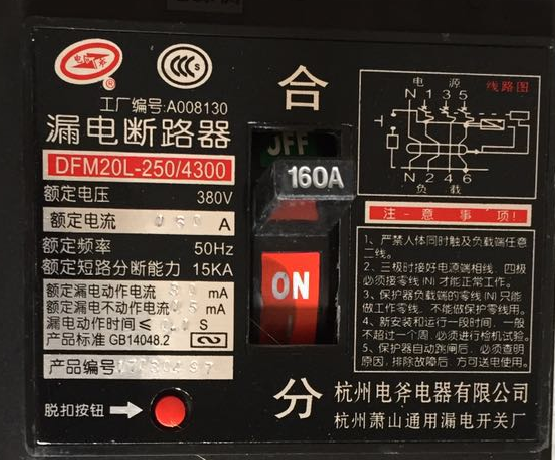 电斧
CCC S
合
工厂编号:A008130
漏电断路器
DFM20L-250/4300
额定电压 380V
额定电流 A
额定频率 50Hz
额定短路分断能力 15KA
额定漏电动作电流 mA
额定漏电不动作电流 mA
漏电动作时间≤ S
产品标准 GB14048.2
产品编号
脱扣按钮
OFF
160A
ON
分
电 源 线路图
N 1 3 5
N 2 4 6
负 载
注-意事项!
1、严禁人体同时触及负载端任意
二线。
2、三极时接好电源端相线,四极
必须接零线(N)才能正常工作。
3、保护器负载端的零线(N)只能
做工作零线,不能做保护零线用。
4、新安装和运行一段时间,一般
不超过一个周,必须进行检机试验。
5、保护器自动跳闸后,必须查明
原因,排除故障后,方可送电使用。
杭州电斧电器有限公司
杭州萧山通用漏电开关厂